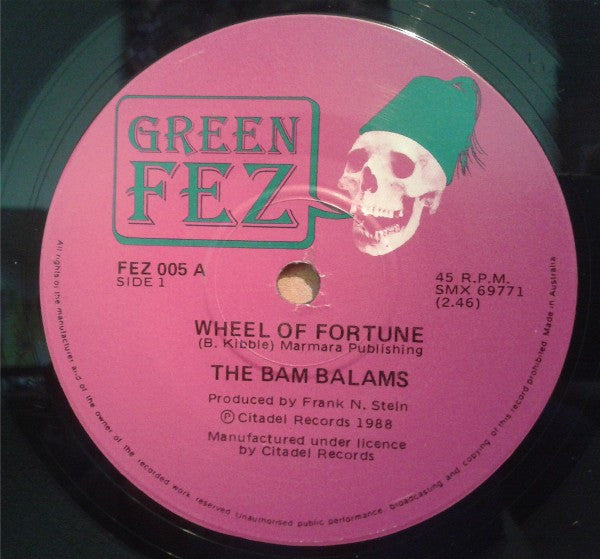 GREEN
FEZ
FEZ 005 A
SIDE 1
45 R.P.M.
SMX 69771
(2.46)
WHEEL OF FORTUNE
(B. Kibble) Marmara Publishing
THE BAM BALAMS
Produced by Frank N. Stein
Ⓟ Citadel Records 1988
Manufactured under licence
by Citadel Records
All rights of the manufacturer and of the owner of the recorded work reserved. Unauthorised public performance, broadcasting and copying of this record prohibited. Made in Australia